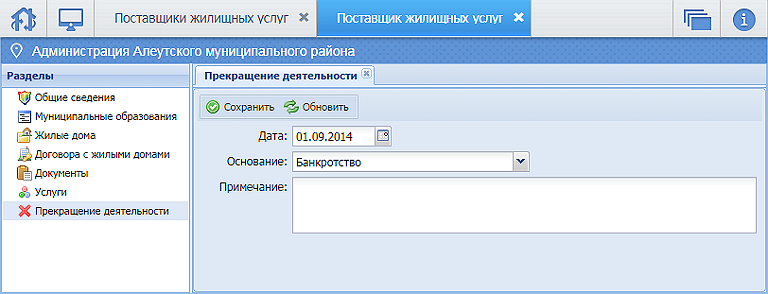 Поставщики жилищных услуг
Поставщик жилищных услуг
Администрация Алеутского муниципального района
Разделы
Общие сведения
Муниципальные образования
Жилые дома
Договора с жилыми домами
Документы
Услуги
Прекращение деятельности
Прекращение деятельности
Сохранить Обновить
Дата: 01.09.2014
Основание: Банкротство
Примечание: